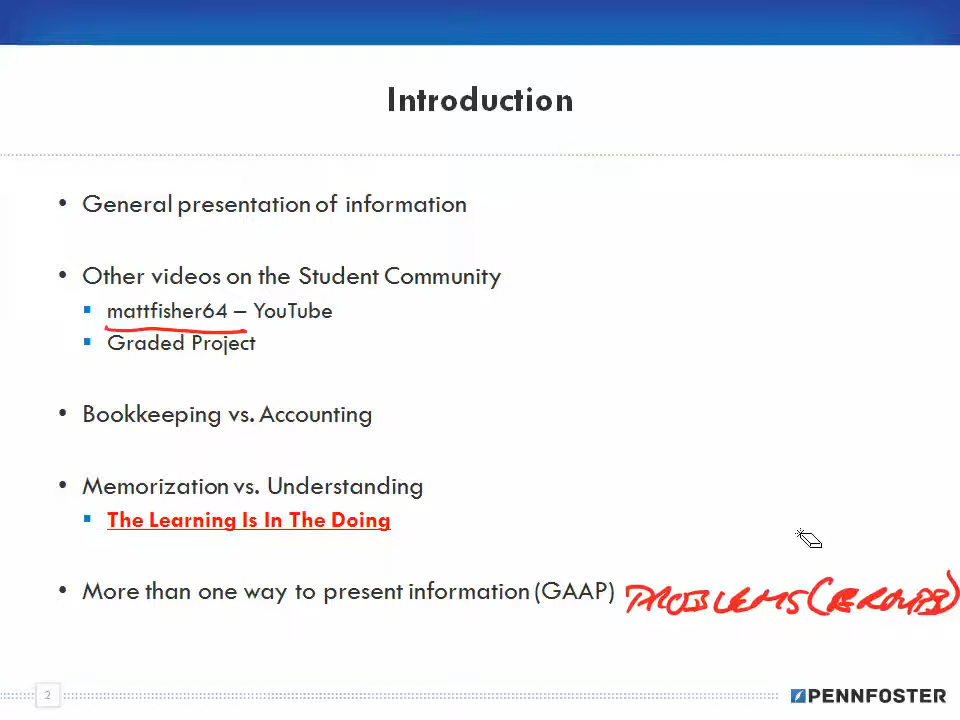 Introduction
• General presentation of information
• Other videos on the Student Community
▪ mattfisher64 – YouTube
▪ Graded Project
• Bookkeeping vs. Accounting
• Memorization vs. Understanding
▪ The Learning Is In The Doing
• More than one way to present information (GAAP) PROBLEMS
2
PENNFOSTER